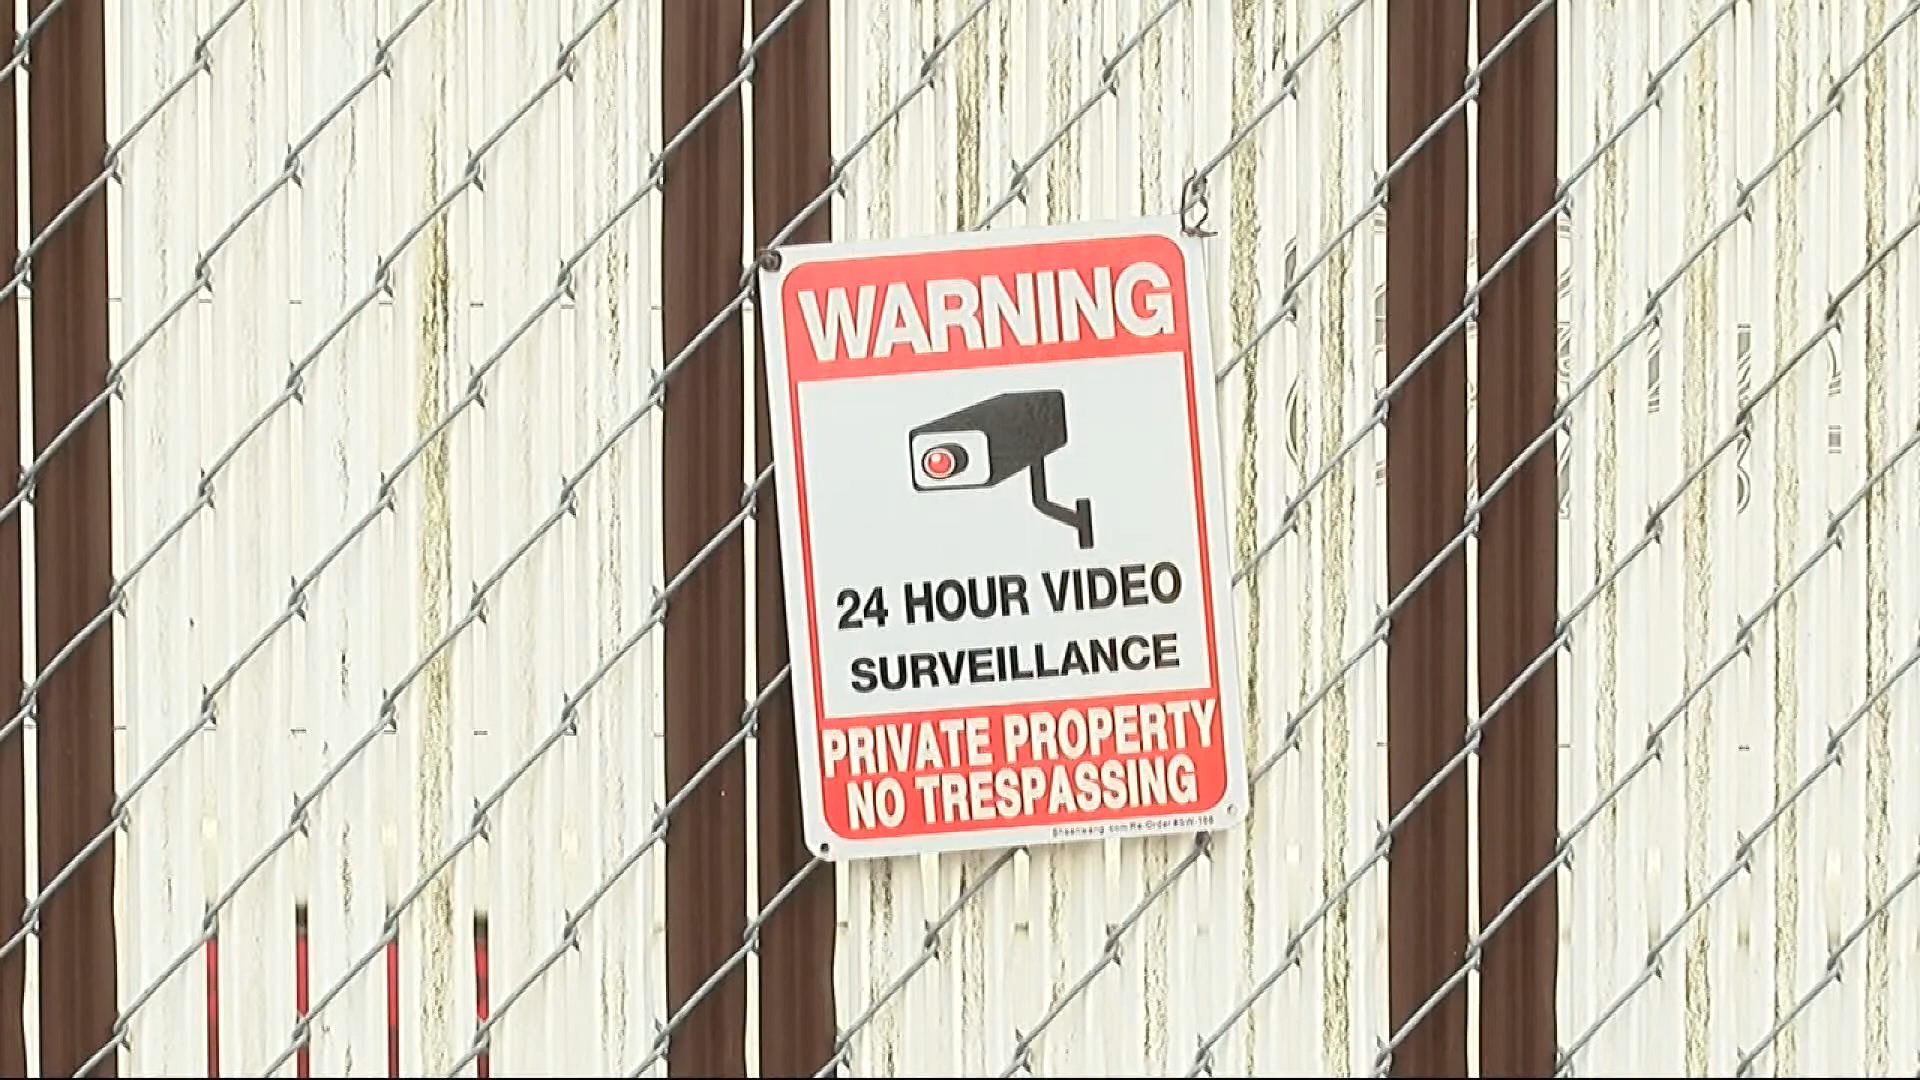 WARNING
24 HOUR VIDEO
SURVEILLANCE
PRIVATE PROPERTY
NO TRESPASSING